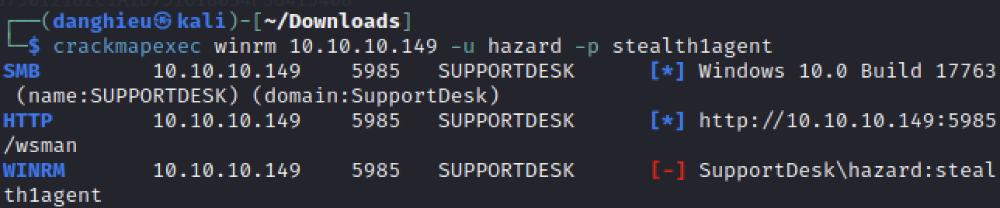 ┌──(danghieu㉿kali)-[~/Downloads]
└─$ crackmapexec winrm 10.10.10.149 -u hazard -p stealth1agent
SMB 10.10.10.149 5985 SUPPORTDESK [*] Windows 10.0 Build 17763
(name:SUPPORTDESK) (domain:SupportDesk)
HTTP 10.10.10.149 5985 SUPPORTDESK [*] http://10.10.10.149:5985
/wsman
WINRM 10.10.10.149 5985 SUPPORTDESK [-] SupportDesk\hazard:steal
th1agent